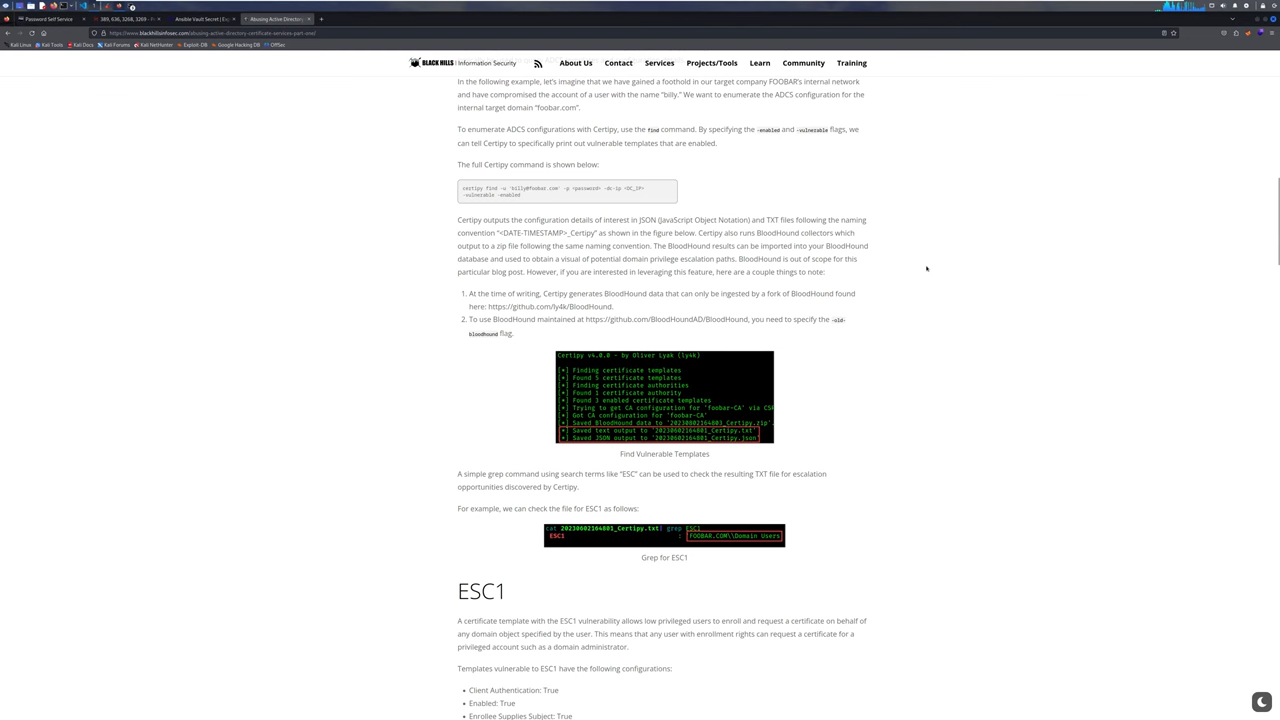 Password Self Service
389, 636, 3268, 3269 - P
Ansible Vault Secret | Ex
Abusing Active Directory
https://www.blackhillsinfosec.com/abusing-active-directory-certificate-services-part-one/
Kali Linux
Kali Tools
Kali Docs
Kali Forums
Kali NetHunter
Exploit-DB
Google Hacking DB
OffSec
BLACK HILLS | Information Security
About Us
Contact
Services
Projects/Tools
Learn
Community
Training
In the following example, let's imagine that we have gained a foothold in our target company FOOBAR's internal network
and have compromised the account of a user with the name "billy." We want to enumerate the ADCS configuration for the
internal target domain "foobar.com".
To enumerate ADCS configurations with Certipy, use the find command. By specifying the -enabled and -vulnerable flags, we
can tell Certipy to specifically print out vulnerable templates that are enabled.
The full Certipy command is shown below:
certipy find -u 'billy@foobar.com' -p <password> -dc-ip <DC_IP>
-vulnerable -enabled
Certipy outputs the configuration details of interest in JSON (JavaScript Object Notation) and TXT files following the naming
convention "<DATE-TIMESTAMP>_Certipy" as shown in the figure below. Certipy also runs BloodHound collectors which
output to a zip file following the same naming convention. The BloodHound results can be imported into your BloodHound
database and used to obtain a visual of potential domain privilege escalation paths. BloodHound is out of scope for this
particular blog post. However, if you are interested in leveraging this feature, here are a couple things to note:
1. At the time of writing, Certipy generates BloodHound data that can only be ingested by a fork of BloodHound found
here: https://github.com/ly4k/BloodHound.
2. To use BloodHound maintained at https://github.com/BloodHoundAD/BloodHound, you need to specify the -old-
bloodhound flag.
Certipy v4.0.0 - by Oliver Lyak (ly4k)
[*] Finding certificate templates
[*] Found 5 certificate templates
[*] Finding certificate authorities
[*] Found 1 certificate authority
[*] Found 3 enabled certificate templates
[*] Trying to get CA configuration for 'foobar-CA' via CS
[*] Got CA configuration for 'foobar-CA'
[*] Saved BloodHound data to '20230602164803_Certipy.zip'.
[*] Saved text output to '20230602164801_Certipy.txt'
[*] Saved JSON output to '20230602164801_Certipy.json'
Find Vulnerable Templates
A simple grep command using search terms like "ESC" can be used to check the resulting TXT file for escalation
opportunities discovered by Certipy.
For example, we can check the file for ESC1 as follows:
cat 20230602164801_Certipy.txt| grep ESC1
ESC1 : FOOBAR.COM\\Domain Users
Grep for ESC1
ESC1
A certificate template with the ESC1 vulnerability allows low privileged users to enroll and request a certificate on behalf of
any domain object specified by the user. This means that any user with enrollment rights can request a certificate for a
privileged account such as a domain administrator.
Templates vulnerable to ESC1 have the following configurations:
• Client Authentication: True
• Enabled: True
• Enrollee Supplies Subject: True